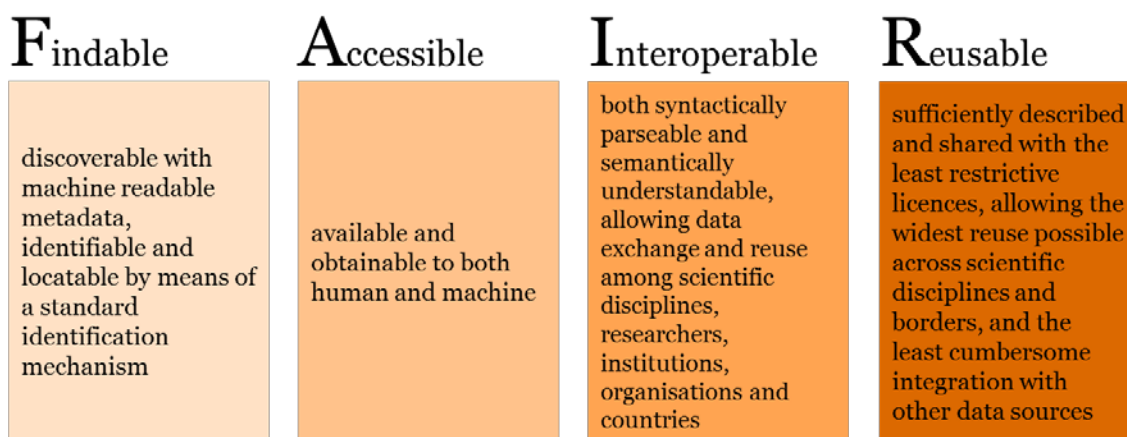 Findable
discoverable with
machine readable
metadata,
identifiable and
locatable by means of
a standard
identification
mechanism
Accessible
available and
obtainable to both
human and machine
Interoperable
both syntactically
parseable and
semantically
understandable,
allowing data
exchange and reuse
among scientific
disciplines,
researchers,
institutions,
organisations and
countries
Reusable
sufficiently described
and shared with the
least restrictive
licences, allowing the
widest reuse possible
across scientific
disciplines and
borders, and the
least cumbersome
integration with
other data sources